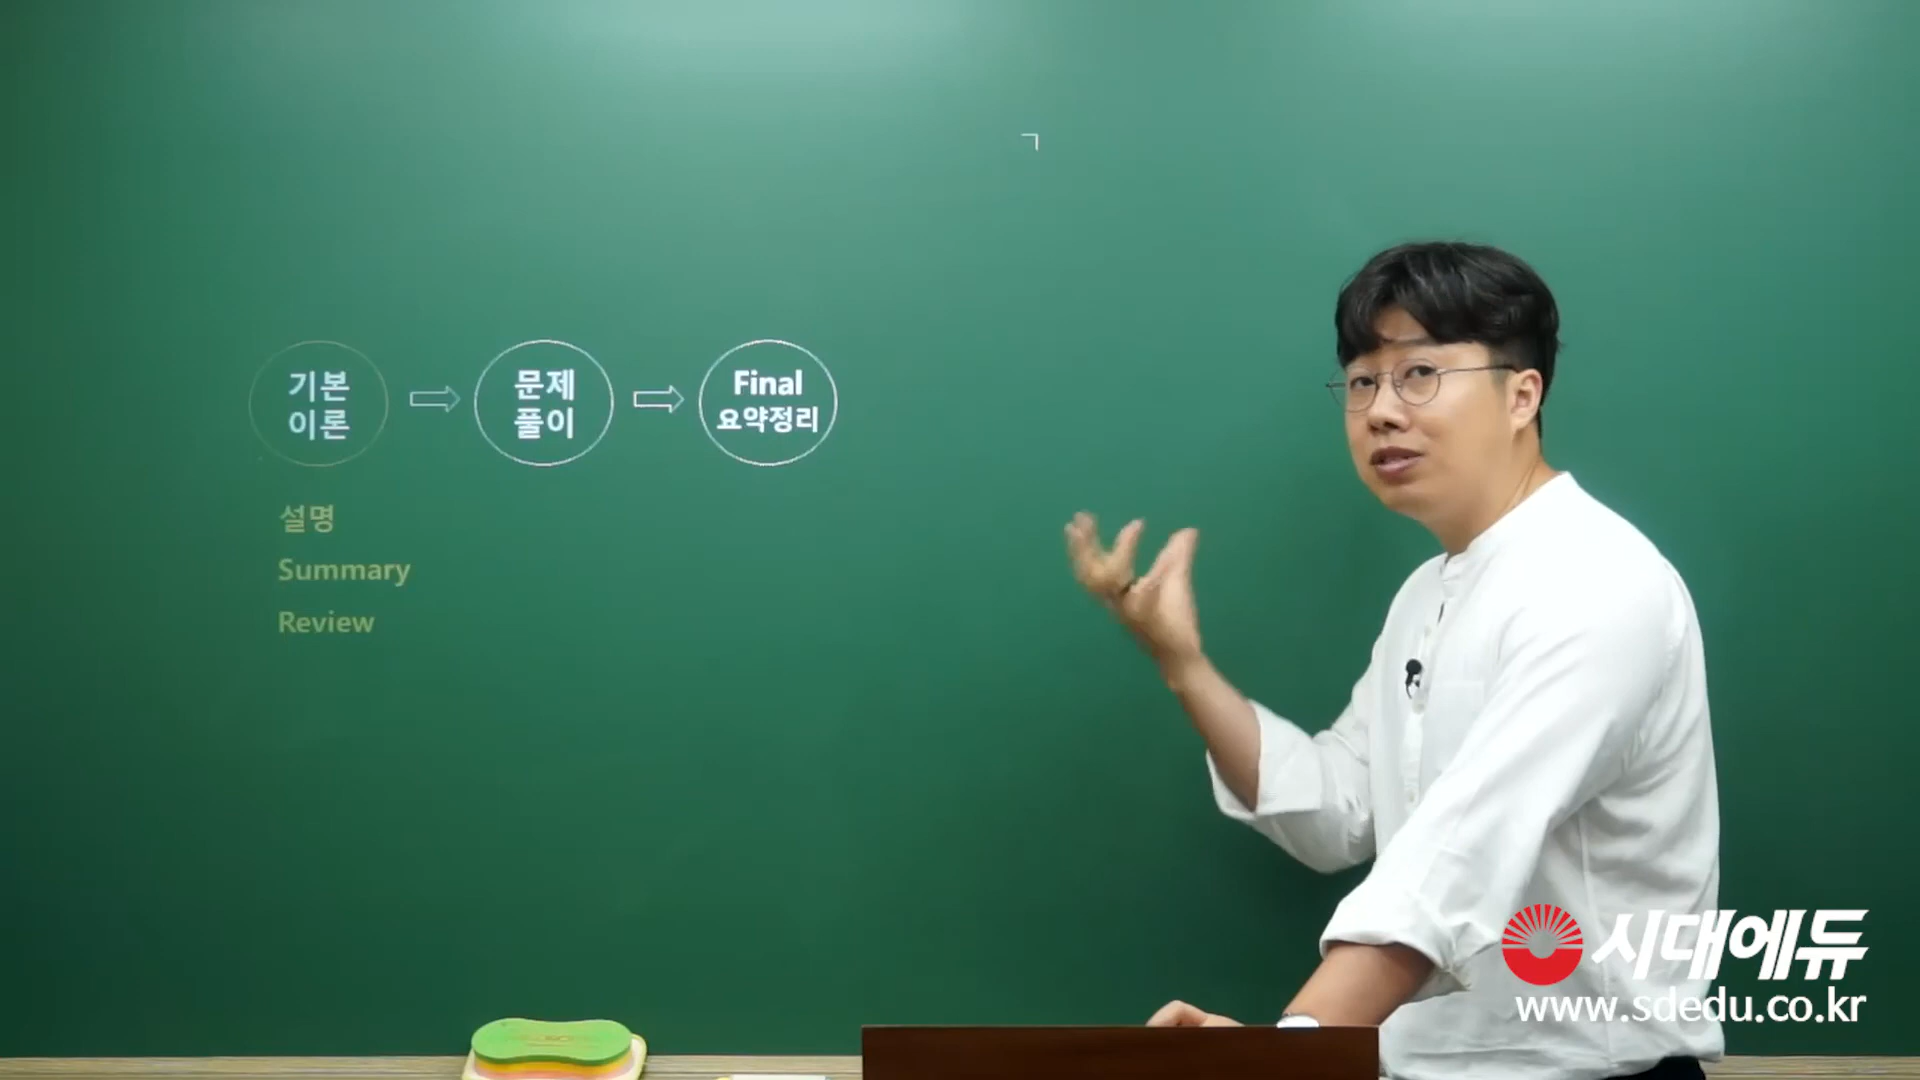 기본
이론
문제
풀이
Final
요약정리
설명
Summary
Review
시대에듀
www.sdedu.co.kr